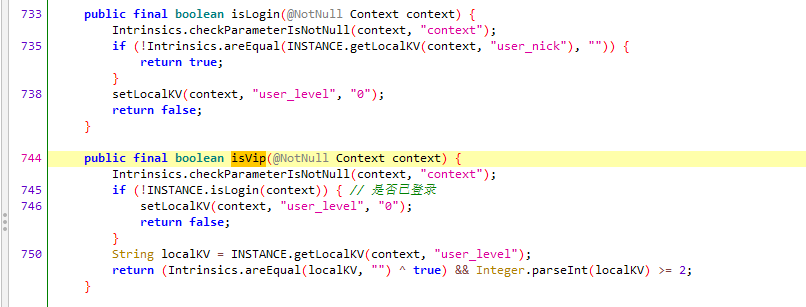 733 public final boolean isLogin(@NotNull Context context) {
Intrinsics.checkParameterIsNotNull(context, "context");
735 if (!Intrinsics.areEqual(INSTANCE.getLocalKV(context, "user_nick"), "")) {
return true;
}
738 setLocalKV(context, "user_level", "0");
return false;
}
744 public final boolean isVip(@NotNull Context context) {
Intrinsics.checkParameterIsNotNull(context, "context");
745 if (!INSTANCE.isLogin(context)) { // 是否已登录
746 setLocalKV(context, "user_level", "0");
return false;
}
750 String localKV = INSTANCE.getLocalKV(context, "user_level");
return (Intrinsics.areEqual(localKV, "") ^ true) && Integer.parseInt(localKV) >= 2;
}